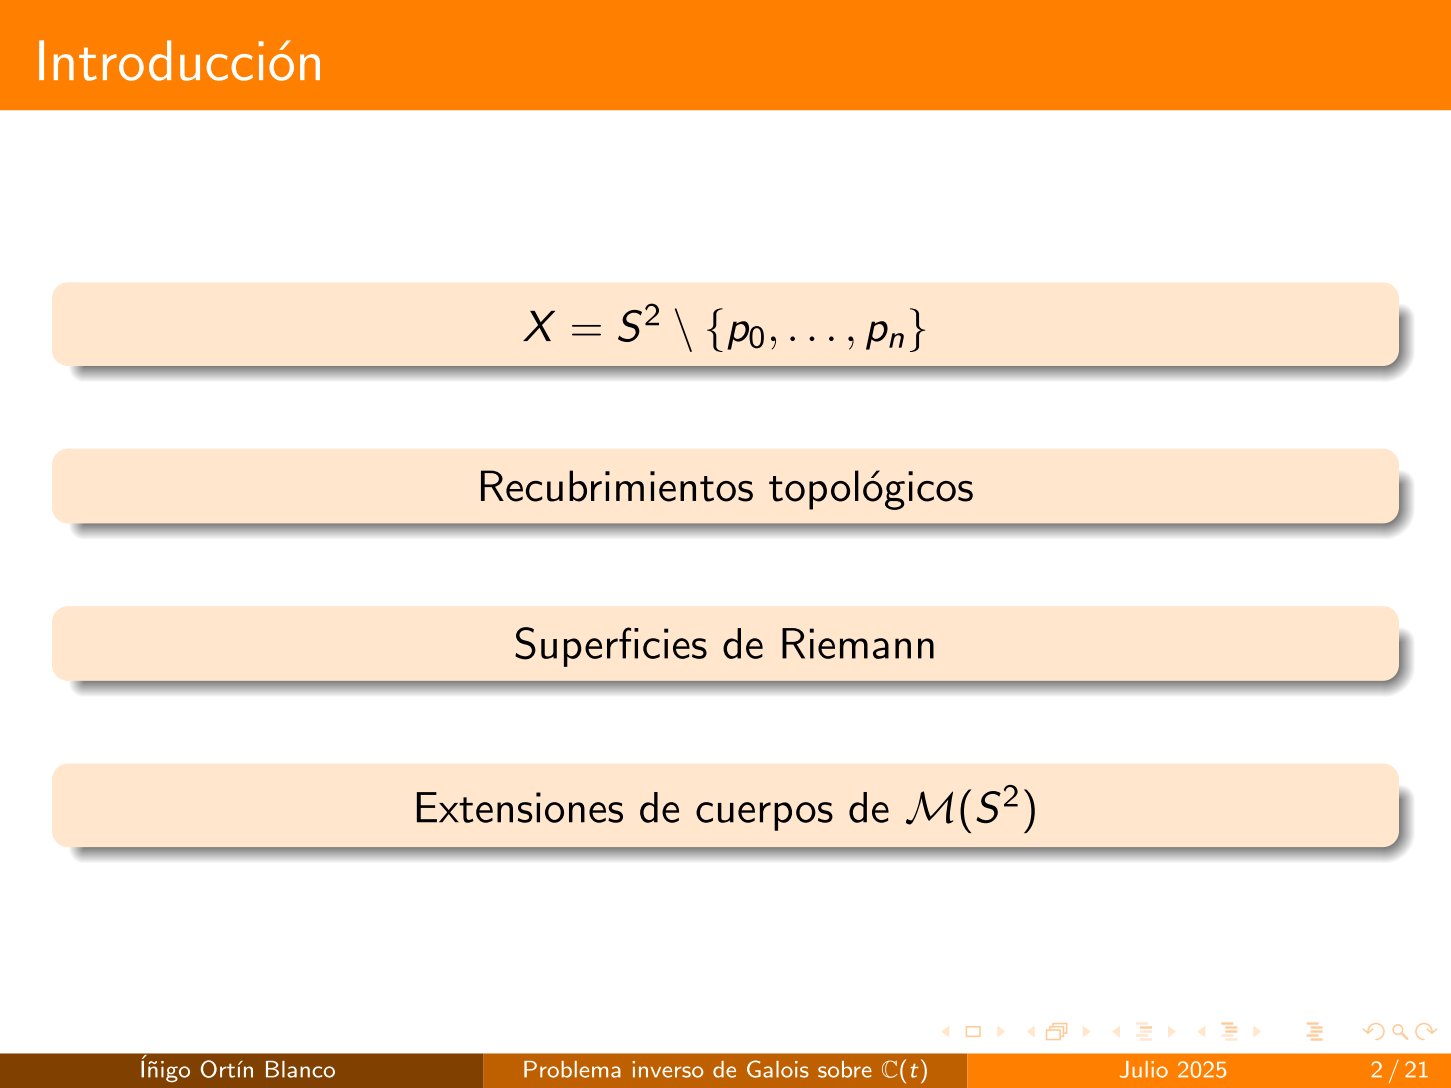 Introducción
X = S² \ {p₀, . . . , pₙ}
Recubrimientos topológicos
Superficies de Riemann
Extensiones de cuerpos de ℳ(S²)
Íñigo Ortín Blanco
Problema inverso de Galois sobre ℂ(t)
Julio 2025
2 / 21